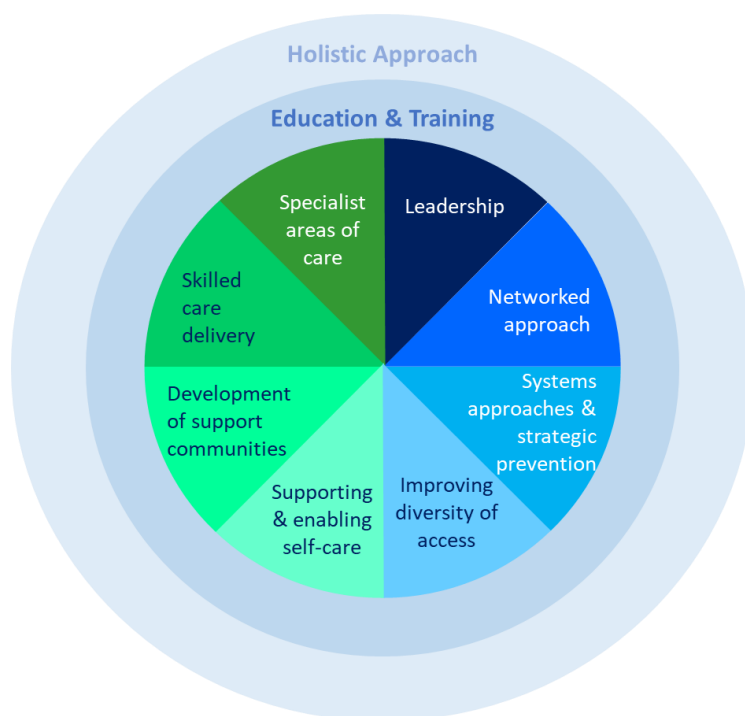 Holistic Approach
Education & Training
Leadership
Networked
approach
Systems
approaches &
strategic
prevention
Improving
diversity of
access
Supporting
& enabling
self-care
Development
of support
communities
Skilled
care
delivery
Specialist
areas of
care